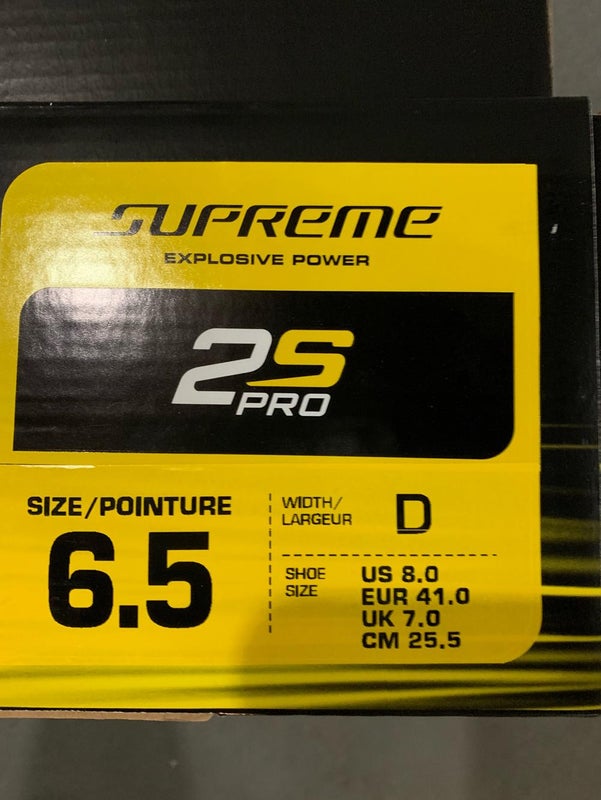 SUPREME
EXPLOSIVE POWER
2S
PRO
SIZE/POINTURE
6.5
WIDTH/
LARGEUR
D
SHOE
SIZE
US 8.0
EUR 41.0
UK 7.0
CM 25.5